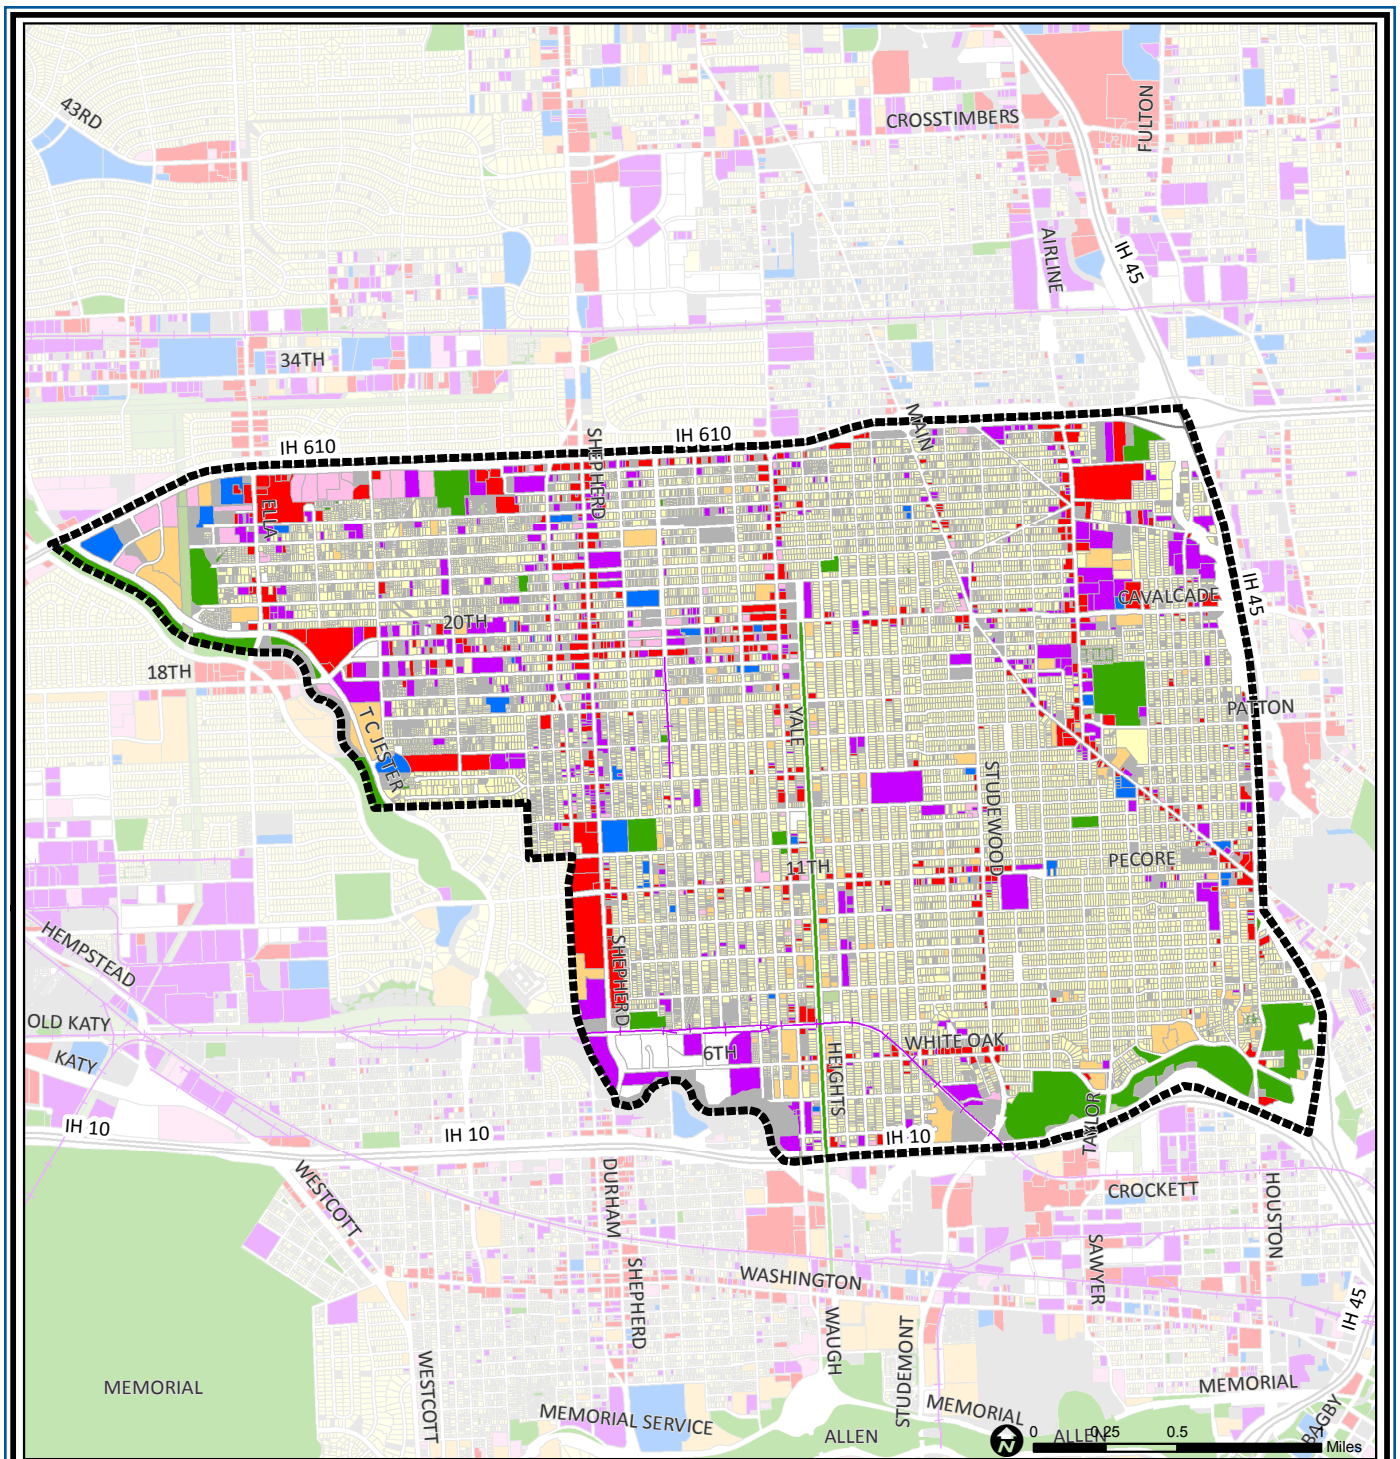 43RD
CROSSTIMBERS
FULTON
AIRLINE
IH 45
34TH
MAIN
IH 610
IH 610
SHEPHERD
ELLA
CAVALCADE
IH 45
20TH
18TH
T C JESTER
YALE
PATTON
STUDEWOOD
11TH
PECORE
HEMPSTEAD
SHEPHERD
OLD KATY
KATY
6TH
WHITE OAK
HEIGHTS
TAYLOR
IH 10
IH 10
IH 10
WESTCOTT
DURHAM
CROCKETT
HOUSTON
SHEPHERD
WASHINGTON
SAWYER
WAUGH
STUDEMONT
IH 45
WESTCOTT
MEMORIAL
MEMORIAL
MEMORIAL SERVICE
MEMORIAL
BAGBY
ALLEN
ALLEN
N
0 0.25 0.5 1
Miles